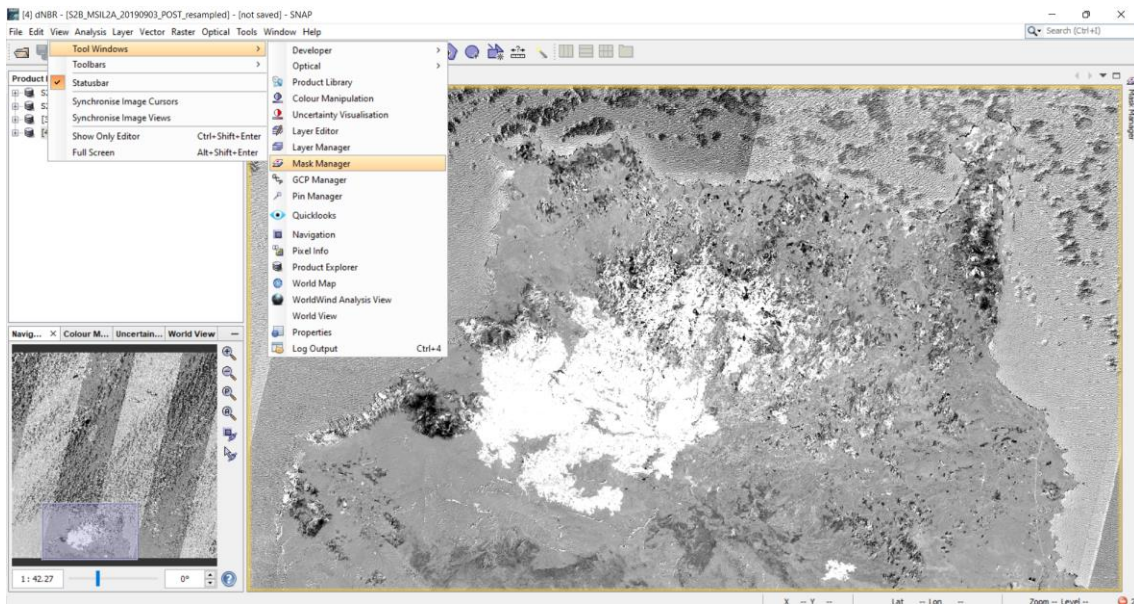 [4] dNBR - [S2B_MSIL2A_20190903_POST_resampled] - [not saved] - SNAP
File Edit View Analysis Layer Vector Raster Optical Tools Window Help
Search (Ctrl+I)
Tool Windows
Toolbars
Statusbar
Synchronise Image Cursors
Synchronise Image Views
Show Only Editor Ctrl+Shift+Enter
Full Screen Alt+Shift+Enter
Developer
Optical
Product Library
Colour Manipulation
Uncertainty Visualisation
Layer Editor
Layer Manager
Mask Manager
GCP Manager
Pin Manager
Quicklooks
Navigation
Pixel Info
Product Explorer
World Map
WorldWind Analysis View
World View
Properties
Log Output Ctrl+4
Product
Mask Manager
Navig... Colour M... Uncertain... World View
1 : 42.27
0°
X -- Y -- Lat -- Lon -- Zoom -- Level --